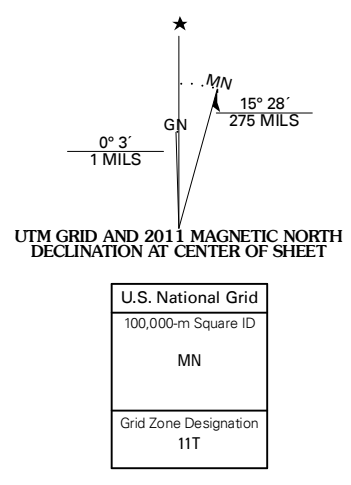 ★
MN
15° 28´
275 MILS
GN
0° 3´
1 MILS
UTM GRID AND 2011 MAGNETIC NORTH
DECLINATION AT CENTER OF SHEET
U.S. National Grid
100,000-m Square ID
MN
Grid Zone Designation
11T